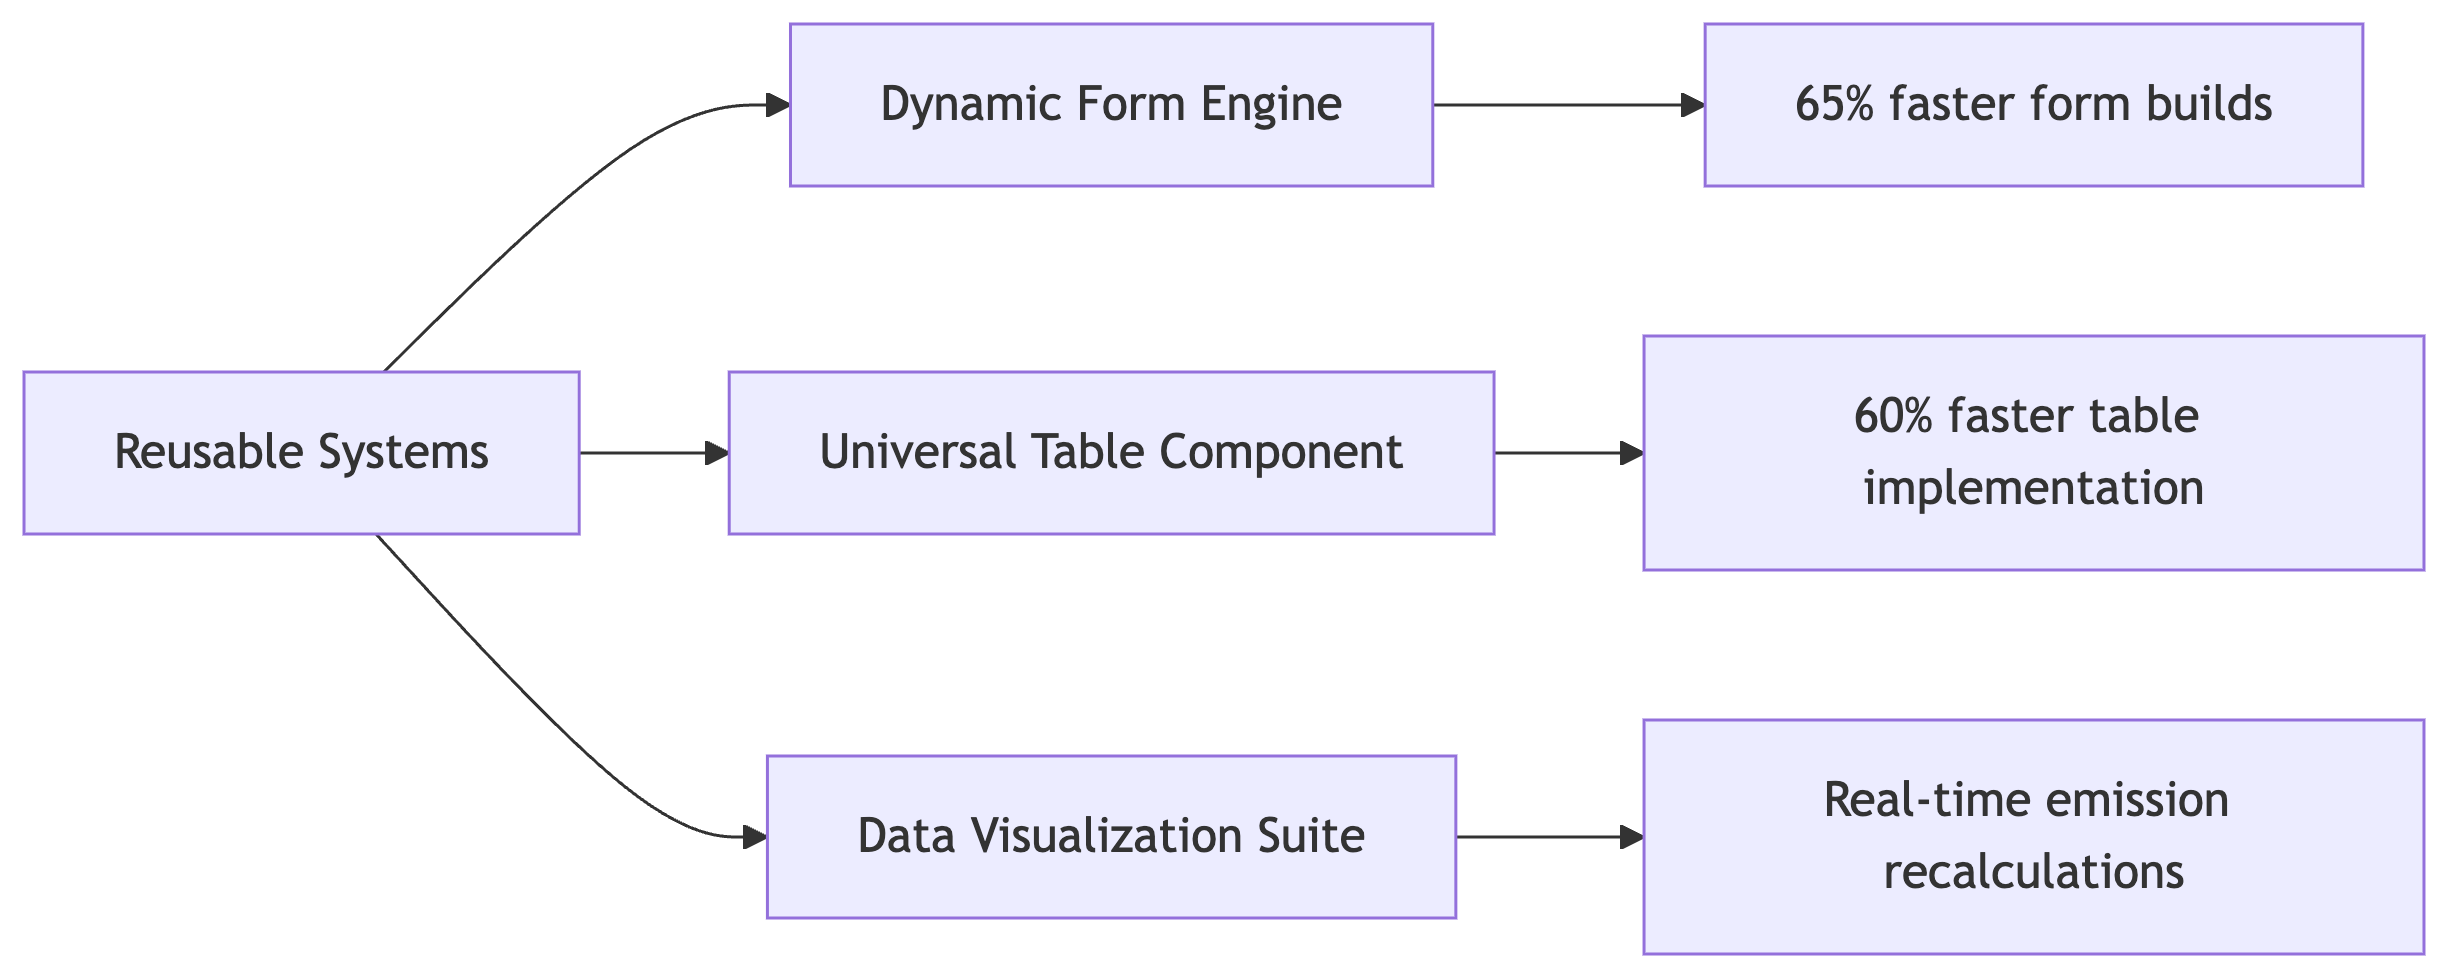 Dynamic Form Engine
65% faster form builds
Reusable Systems
Universal Table Component
60% faster table
implementation
Data Visualization Suite
Real-time emission
recalculations